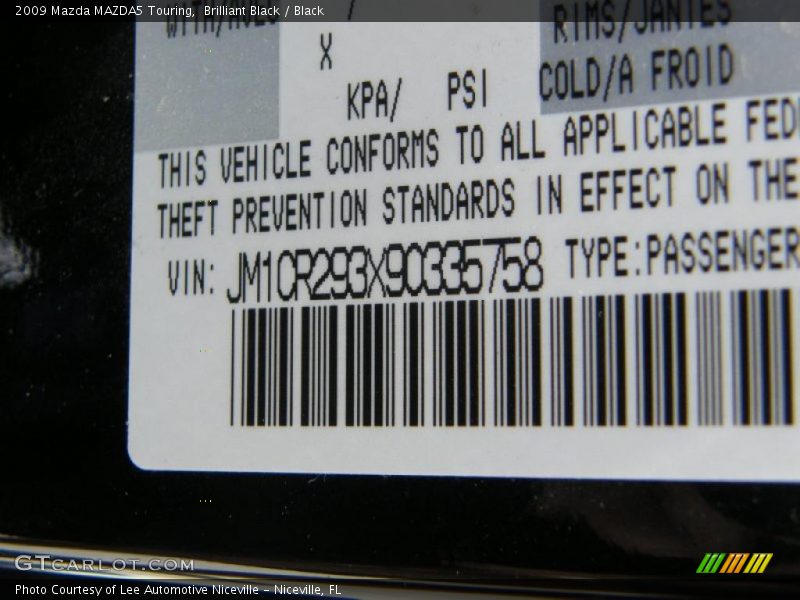 2009 Mazda MAZDA5 Touring, Brilliant Black / Black
RIMS/JANTES
X
KPA/ PSI COLD/A FROID
THIS VEHICLE CONFORMS TO ALL APPLICABLE FED
THEFT PREVENTION STANDARDS IN EFFECT ON THE
VIN: JM1CR293X90335758 TYPE:PASSENGER
GTCARLOT.COM
Photo Courtesy of Lee Automotive Niceville - Niceville, FL